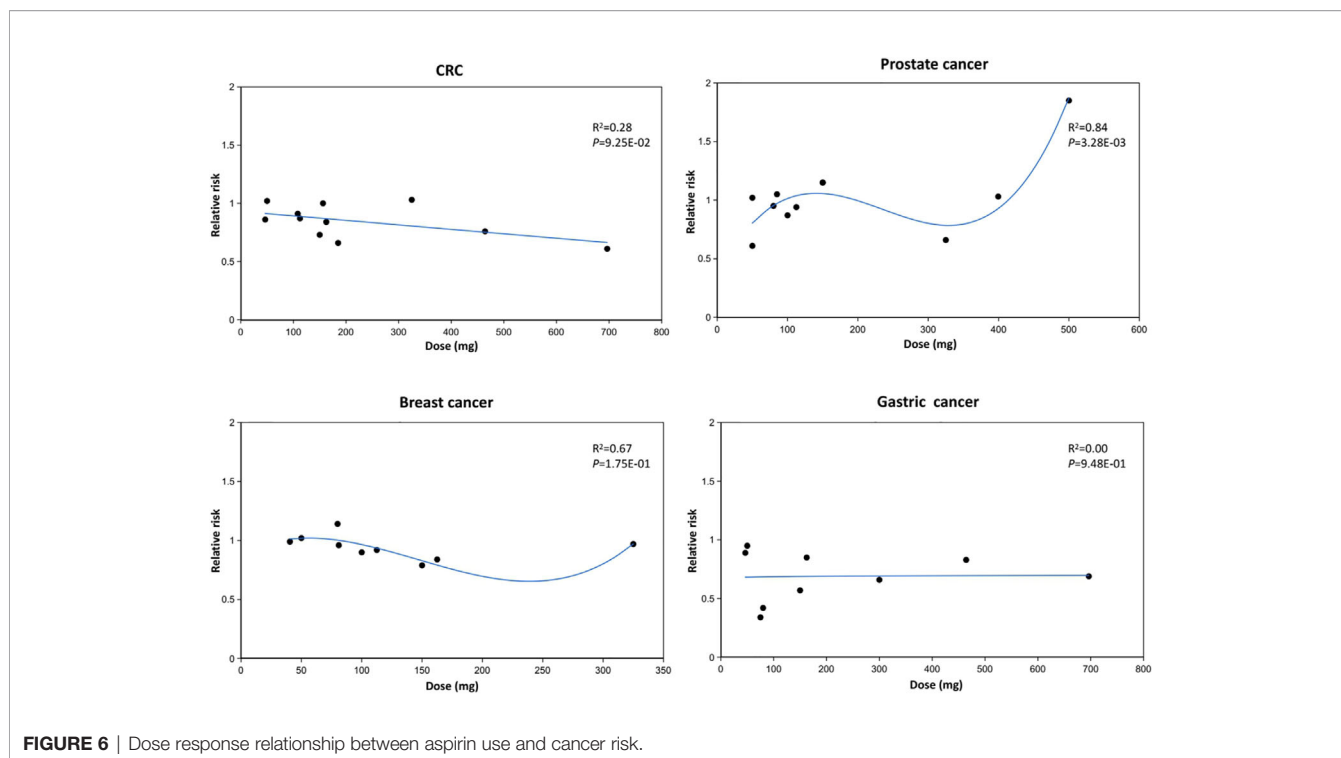 CRC
2
1.5
1
0.5
0
Relative risk
R²=0.28
P=9.25E-02
0 100 200 300 400 500 600 700 800
Dose (mg)
Prostate cancer
2
1.5
1
0.5
0
Relative risk
R²=0.84
P=3.28E-03
100 200 300 400 500 600
Dose (mg)
Breast cancer
2
1.5
1
0.5
0
Relative risk
R²=0.67
P=1.75E-01
0 50 100 150 200 250 300 350
Dose (mg)
Gastric cancer
2
1.5
1
0.5
0
Relative risk
R²=0.00
P=9.48E-01
0 100 200 300 400 500 600 700 800
Dose (mg)
FIGURE 6 | Dose response relationship between aspirin use and cancer risk.